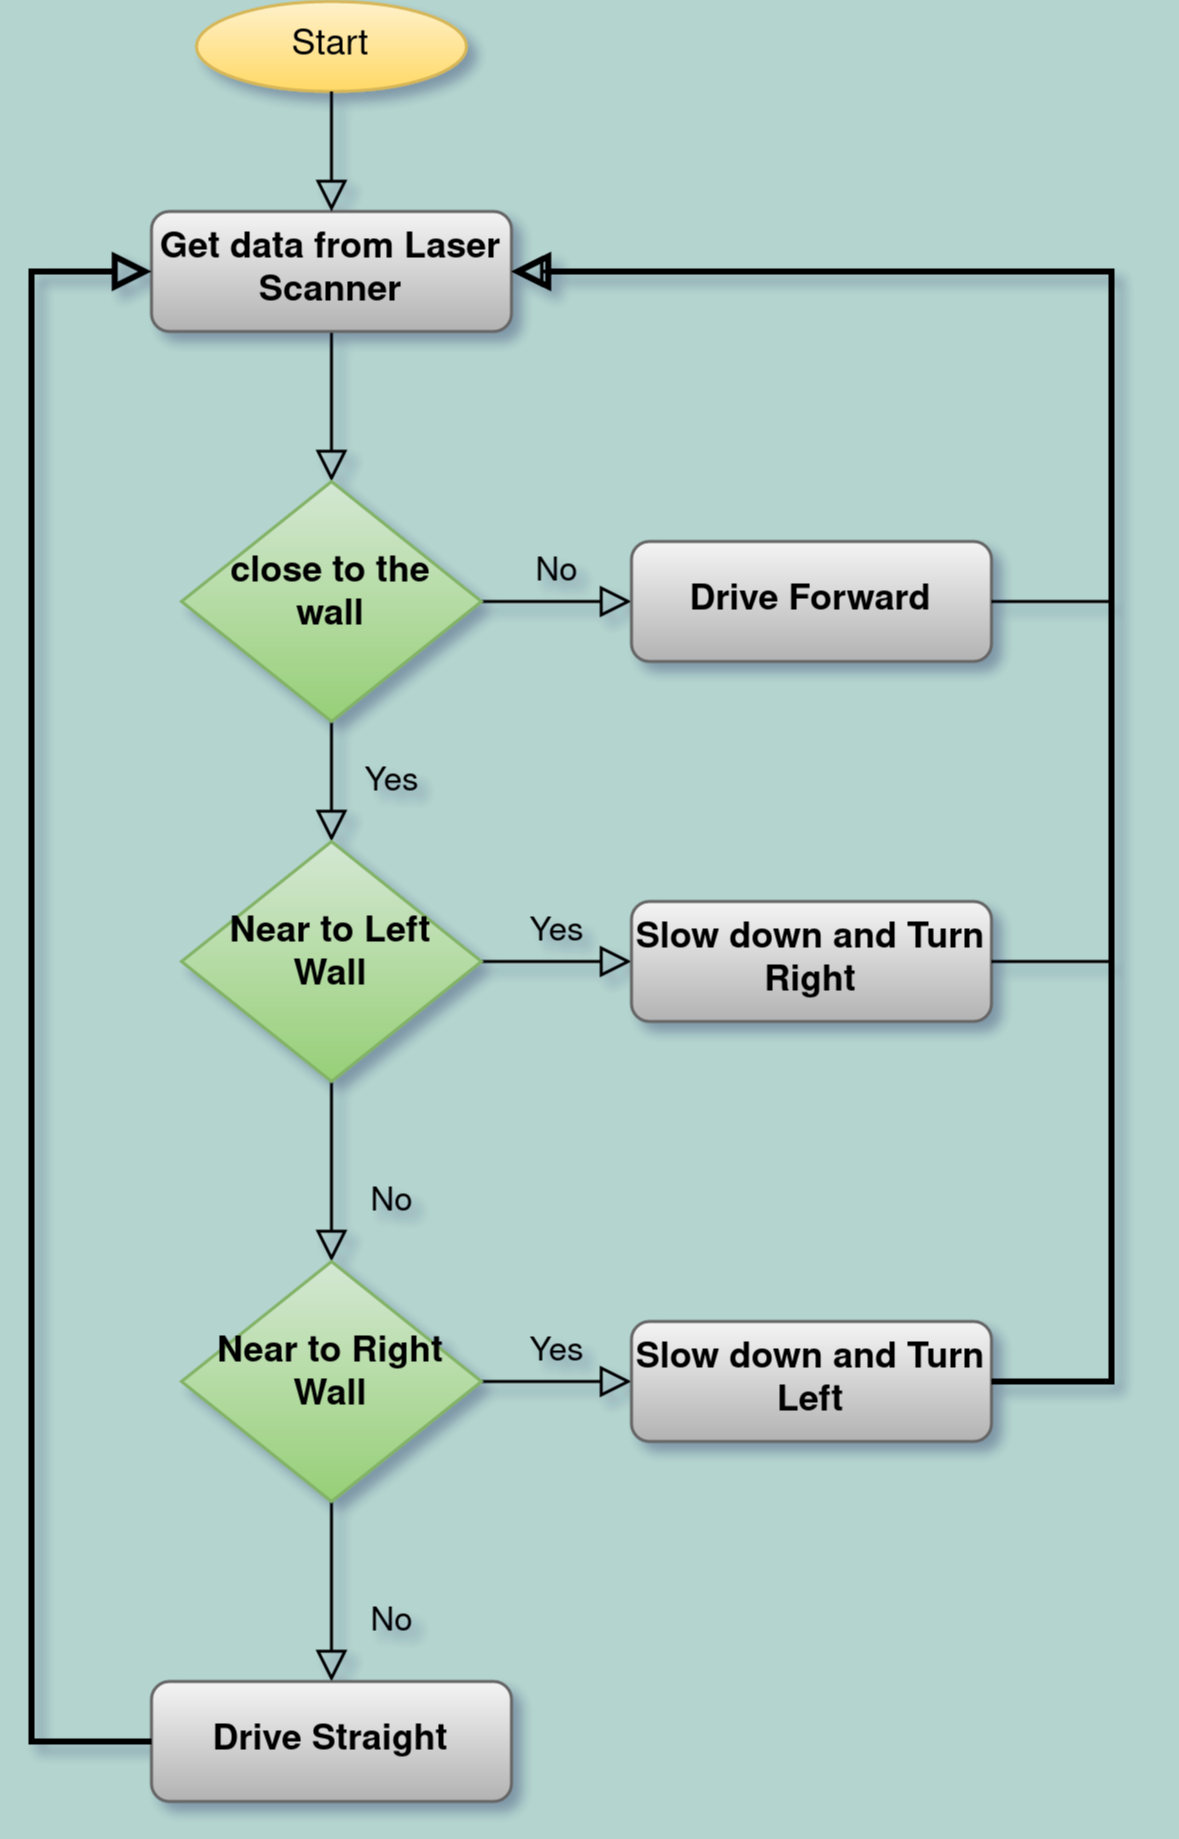 Start
Get data from Laser
Scanner
close to the
wall
No
Drive Forward
Yes
Near to Left
Wall
Yes
Slow down and Turn
Right
No
Near to Right
Wall
Yes
Slow down and Turn
Left
No
Drive Straight